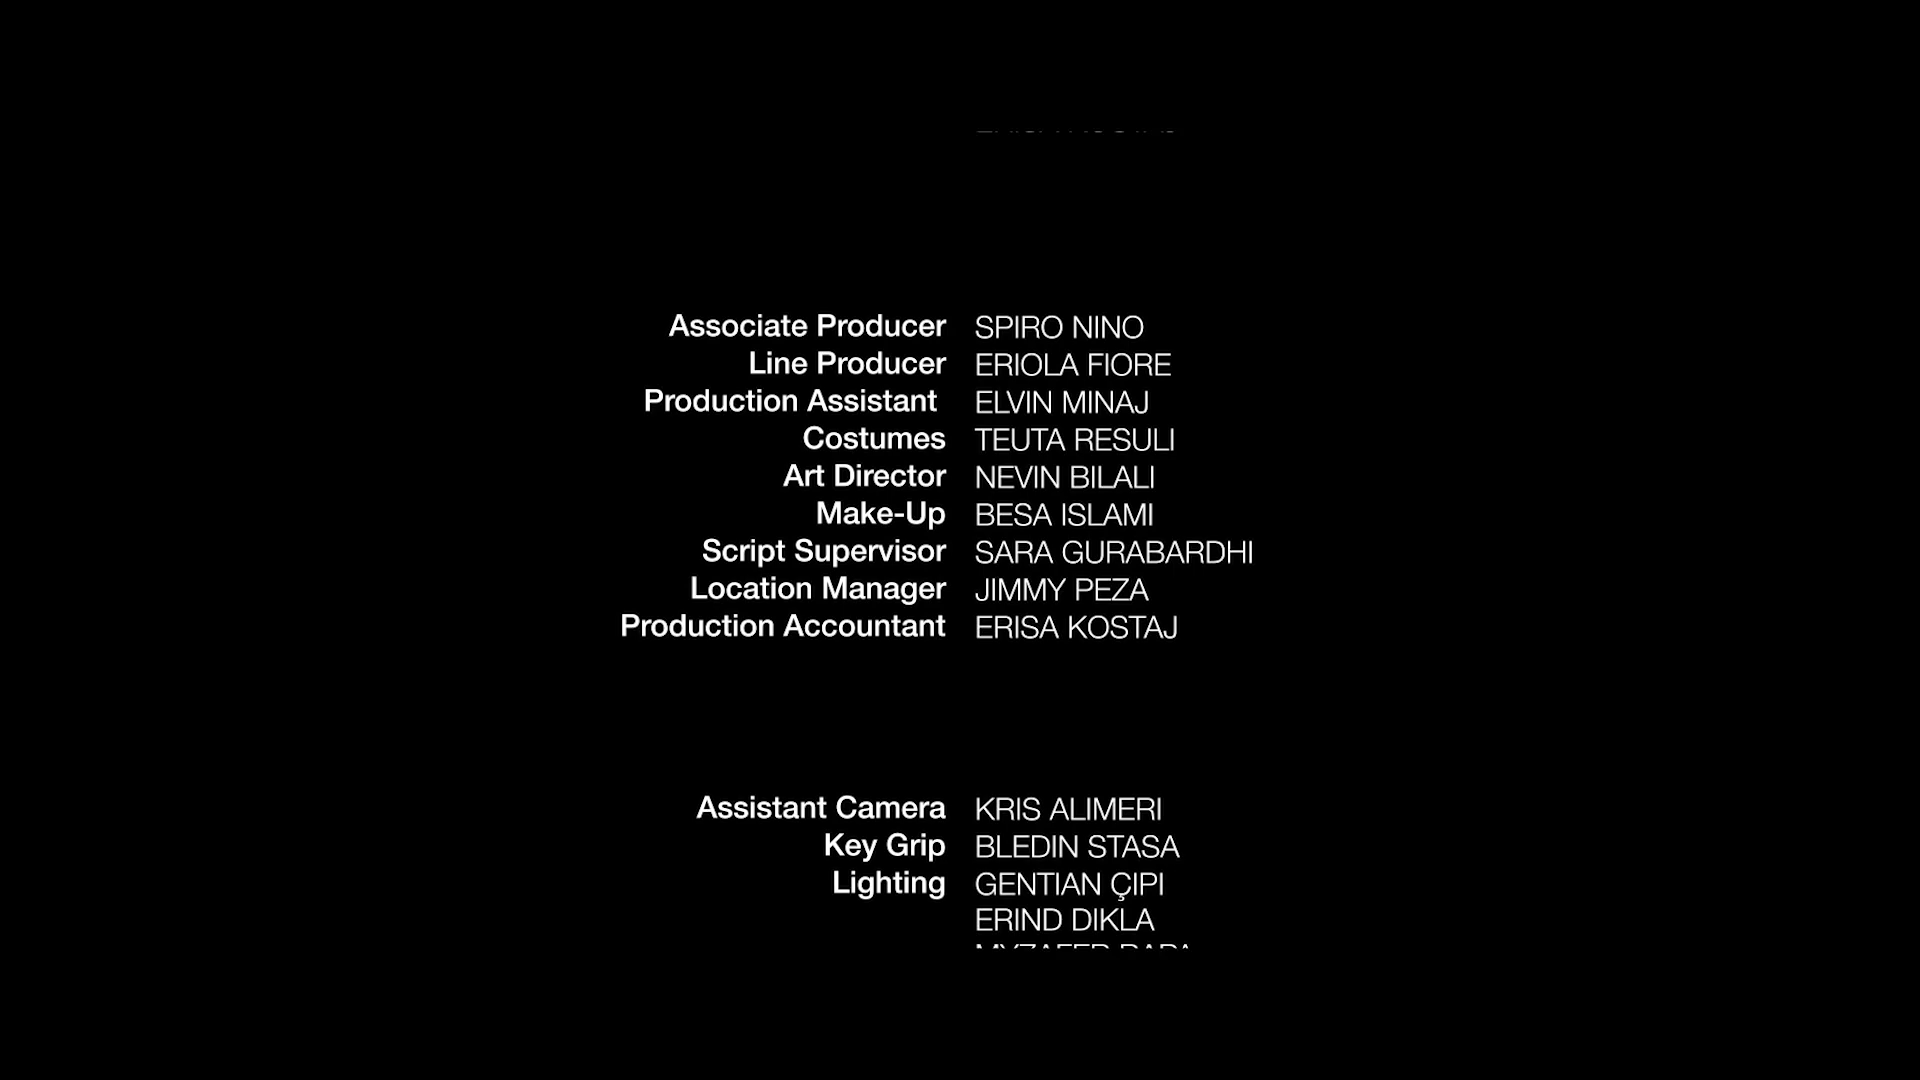 Associate Producer SPIRO NINO
Line Producer ERIOLA FIORE
Production Assistant ELVIN MINAJ
Costumes TEUTA RESULI
Art Director NEVIN BILALI
Make-Up BESA ISLAMI
Script Supervisor SARA GURABARDHI
Location Manager JIMMY PEZA
Production Accountant ERISA KOSTAJ
Assistant Camera KRIS ALIMERI
Key Grip BLEDIN STASA
Lighting GENTIAN ÇIPI
ERIND DIKLA